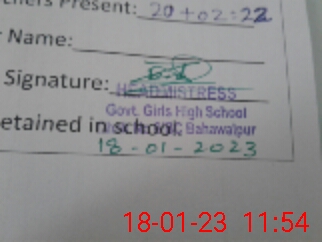 chers Present: 20+02=22
Name:
Signature:
HEADMISTRESS
Govt. Girls High School
Bahawalpur
etained in school.
18-01-2023
18-01-23 11:54